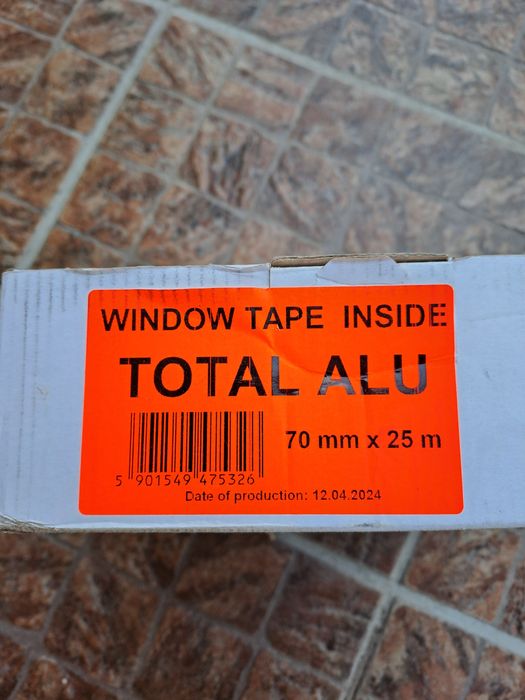 WINDOW TAPE INSIDE
TOTAL ALU
70 mm x 25 m
5 901549 475326
Date of production: 12.04.2024